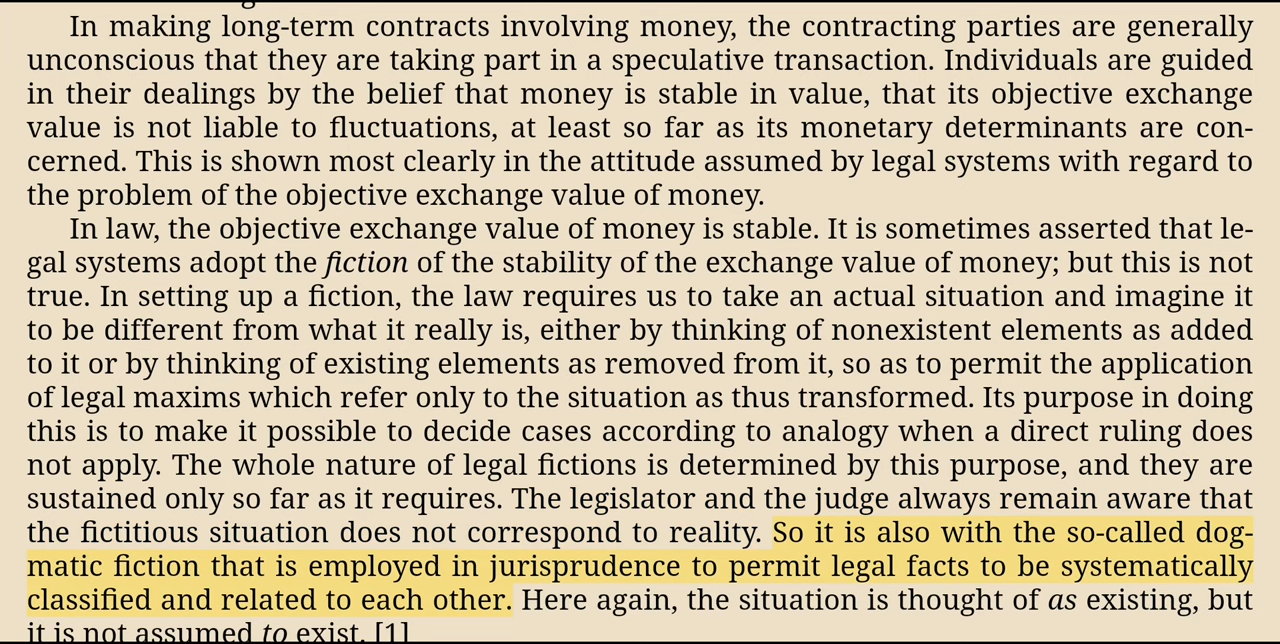 In making long-term contracts involving money, the contracting parties are generally
unconscious that they are taking part in a speculative transaction. Individuals are guided
in their dealings by the belief that money is stable in value, that its objective exchange
value is not liable to fluctuations, at least so far as its monetary determinants are con-
cerned. This is shown most clearly in the attitude assumed by legal systems with regard to
the problem of the objective exchange value of money.
In law, the objective exchange value of money is stable. It is sometimes asserted that le-
gal systems adopt the fiction of the stability of the exchange value of money; but this is not
true. In setting up a fiction, the law requires us to take an actual situation and imagine it
to be different from what it really is, either by thinking of nonexistent elements as added
to it or by thinking of existing elements as removed from it, so as to permit the application
of legal maxims which refer only to the situation as thus transformed. Its purpose in doing
this is to make it possible to decide cases according to analogy when a direct ruling does
not apply. The whole nature of legal fictions is determined by this purpose, and they are
sustained only so far as it requires. The legislator and the judge always remain aware that
the fictitious situation does not correspond to reality. So it is also with the so-called dog-
matic fiction that is employed in jurisprudence to permit legal facts to be systematically
classified and related to each other. Here again, the situation is thought of as existing, but
it is not assumed to exist. [1]